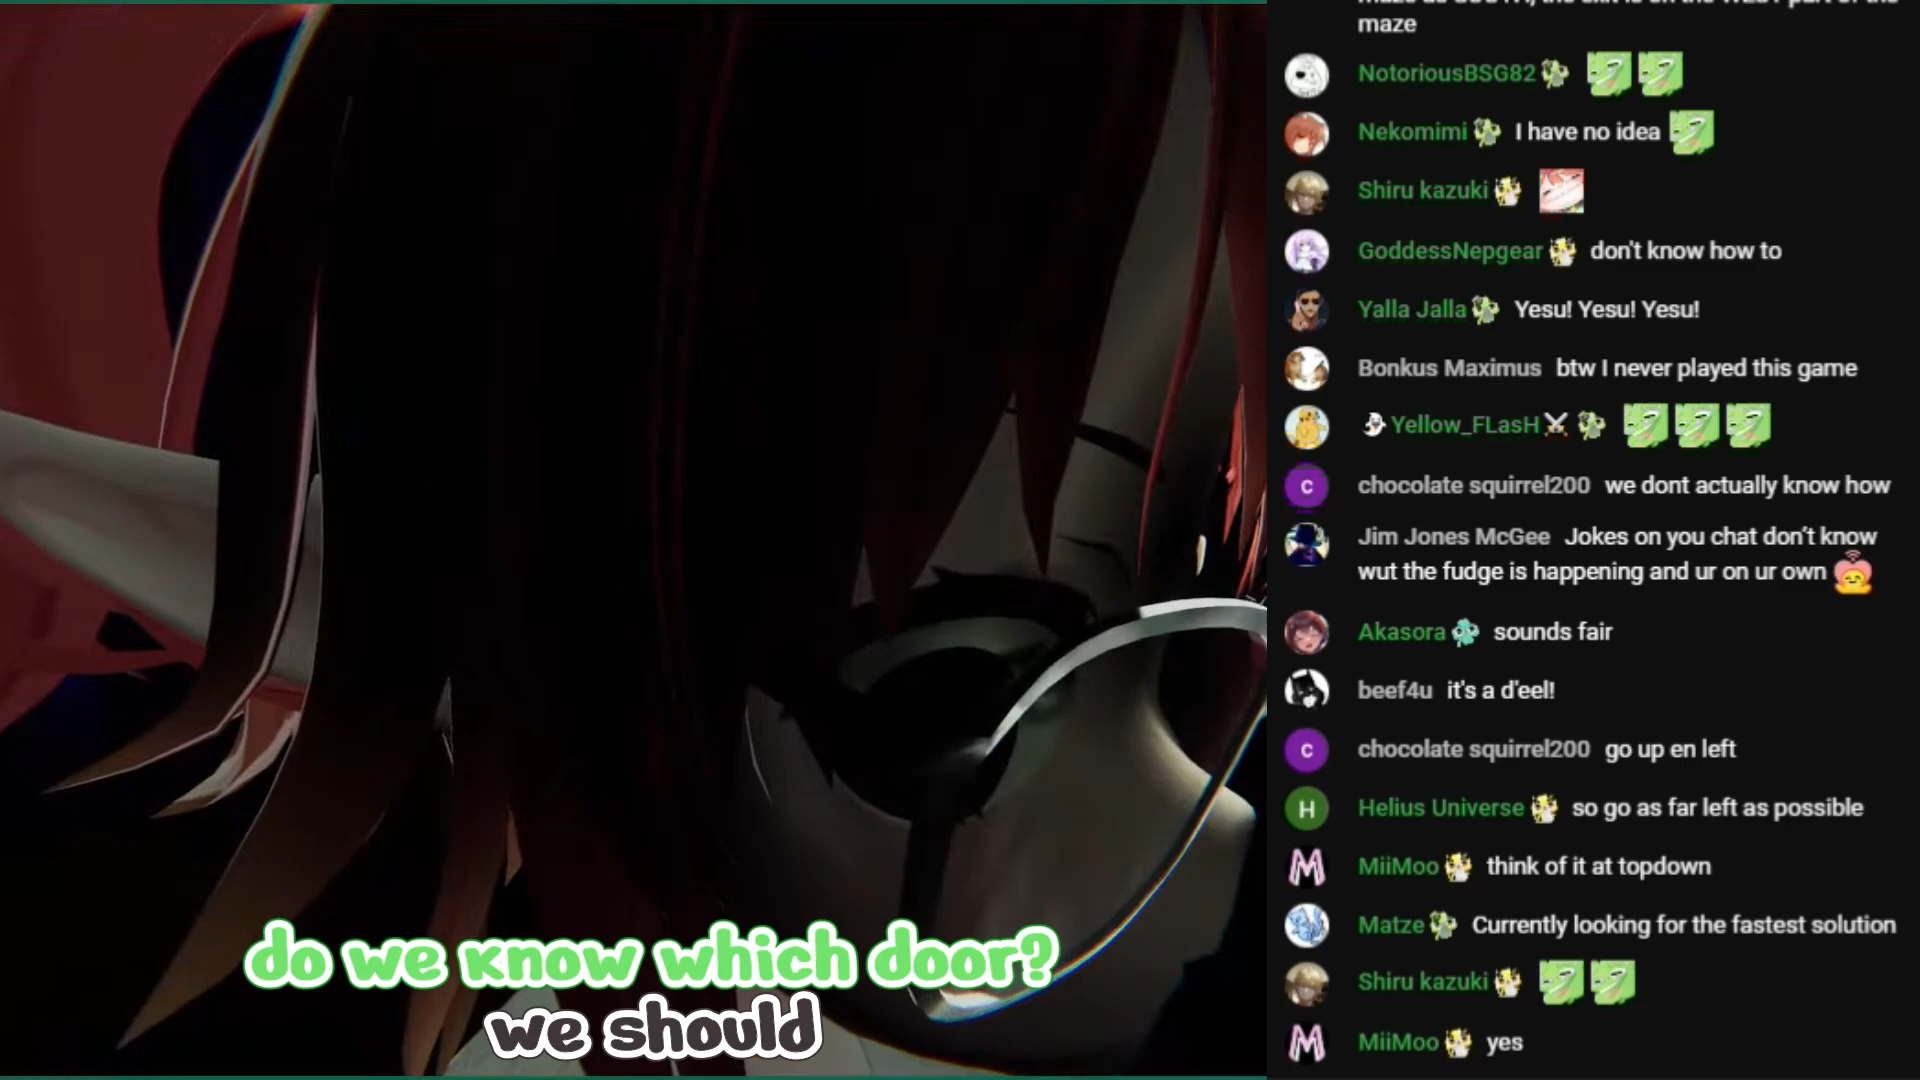 maze
NotoriousBSG82
Nekomimi I have no idea
Shiru kazuki
GoddessNepgear don't know how to
Yalla Jalla Yesu! Yesu! Yesu!
Bonkus Maximus btw I never played this game
Yellow_FLasH
C chocolate squirrel200 we dont actually know how
Jim Jones McGee Jokes on you chat don't know
wut the fudge is happening and ur on ur own
Akasora sounds fair
beef4u it's a d'eel!
C chocolate squirrel200 go up en left
H Helius Universe so go as far left as possible
M MiiMoo think of it at topdown
Matze Currently looking for the fastest solution
Shiru kazuki
M MiiMoo yes
do we know which door?
we should